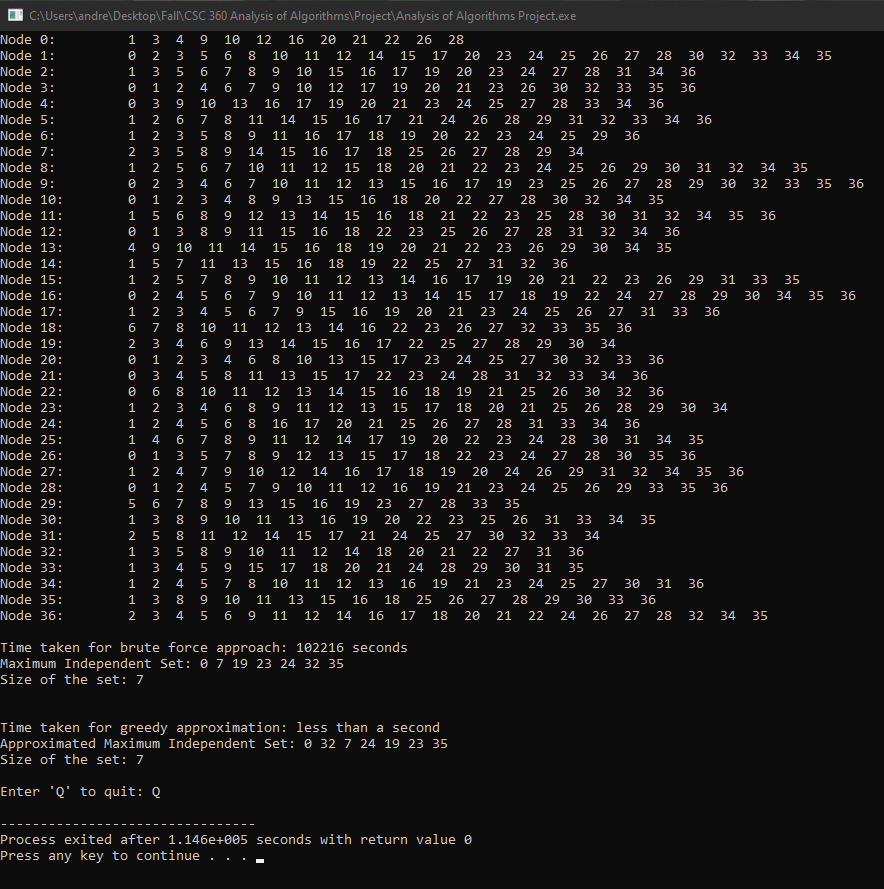 C:\Users\andre\Desktop\Fall\CSC 360 Analysis of Algorithms\Project\Analysis of Algorithms Project.exe
Node 0: 1 3 4 9 10 12 16 20 21 22 26 28
Node 1: 0 2 3 5 6 8 10 11 12 14 15 17 20 23 24 25 26 27 28 30 32 33 34 35
Node 2: 1 3 5 6 7 8 9 10 15 16 17 19 20 23 24 27 28 31 34 36
Node 3: 0 1 2 4 6 7 9 10 12 17 19 20 21 23 26 30 32 33 35 36
Node 4: 0 3 9 10 13 16 17 19 20 21 23 24 25 27 28 33 34 36
Node 5: 1 2 6 7 8 11 14 15 16 17 21 24 26 28 29 31 32 33 34 36
Node 6: 1 2 3 5 8 9 11 16 17 18 19 20 22 23 24 25 29 36
Node 7: 2 3 5 8 9 14 15 16 17 18 25 26 27 28 29 34
Node 8: 1 2 5 6 7 10 11 12 15 18 20 21 22 23 24 25 26 29 30 31 32 34 35
Node 9: 0 2 3 4 6 7 10 11 12 13 15 16 17 19 23 25 26 27 28 29 30 32 33 35 36
Node 10: 0 1 2 3 4 8 9 13 15 16 18 20 22 27 28 30 32 34 35
Node 11: 1 5 6 8 9 12 13 14 15 16 18 21 22 23 25 28 30 31 32 34 35 36
Node 12: 0 1 3 8 9 11 15 16 18 22 23 25 26 27 28 31 32 34 36
Node 13: 4 9 10 11 14 15 16 18 19 20 21 22 23 26 29 30 34 35
Node 14: 1 5 7 11 13 15 16 18 19 22 25 27 31 32 36
Node 15: 1 2 5 7 8 9 10 11 12 13 14 16 17 19 20 21 22 23 26 29 31 33 35
Node 16: 0 2 4 5 6 7 9 10 11 12 13 14 15 17 18 19 22 24 27 28 29 30 34 35 36
Node 17: 1 2 3 4 5 6 7 9 15 16 19 20 21 23 24 25 26 27 31 33 36
Node 18: 6 7 8 10 11 12 13 14 16 22 23 26 27 32 33 35 36
Node 19: 2 3 4 6 9 13 14 15 16 17 22 25 27 28 29 30 34
Node 20: 0 1 2 3 4 6 8 10 13 15 17 23 24 25 27 30 32 33 36
Node 21: 0 3 4 5 8 11 13 15 17 22 23 24 28 31 32 33 34 36
Node 22: 0 6 8 10 11 12 13 14 15 16 18 19 21 25 26 30 32 36
Node 23: 1 2 3 4 6 8 9 11 12 13 15 17 18 20 21 25 26 28 29 30 34
Node 24: 1 2 4 5 6 8 16 17 20 21 25 26 27 28 31 33 34 36
Node 25: 1 4 6 7 8 9 11 12 14 17 19 20 22 23 24 28 30 31 34 35
Node 26: 0 1 3 5 7 8 9 12 13 15 17 18 22 23 24 27 28 30 35 36
Node 27: 1 2 4 7 9 10 12 14 16 17 18 19 20 24 26 29 31 32 34 35 36
Node 28: 0 1 2 4 5 7 9 10 11 12 16 19 21 23 24 25 26 29 33 35 36
Node 29: 5 6 7 8 9 13 15 16 19 23 27 28 33 35
Node 30: 1 3 8 9 10 11 13 16 19 20 22 23 25 26 31 33 34 35
Node 31: 2 5 8 11 12 14 15 17 21 24 25 27 30 32 33 34
Node 32: 1 3 5 8 9 10 11 12 14 18 20 21 22 27 31 36
Node 33: 1 3 4 5 9 15 17 18 20 21 24 28 29 30 31 35
Node 34: 1 2 4 5 7 8 10 11 12 13 16 19 21 23 24 25 27 30 31 36
Node 35: 1 3 8 9 10 11 13 15 16 18 25 26 27 28 29 30 33 36
Node 36: 2 3 4 5 6 9 11 12 14 16 17 18 20 21 22 24 26 27 28 32 34 35
Time taken for brute force approach: 102216 seconds
Maximum Independent Set: 0 7 19 23 24 32 35
Size of the set: 7
Time taken for greedy approximation: less than a second
Approximated Maximum Independent Set: 0 32 7 24 19 23 35
Size of the set: 7
Enter 'Q' to quit: Q
--------------------------------
Process exited after 1.146e+005 seconds with return value 0
Press any key to continue . . .